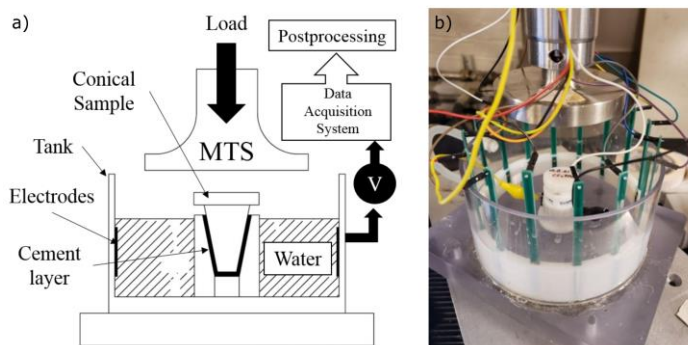 a)
Load
Postprocessing
Conical
Sample
Data
Acquisition
System
Tank
MTS
V
Electrodes
Cement
layer
Water
b)